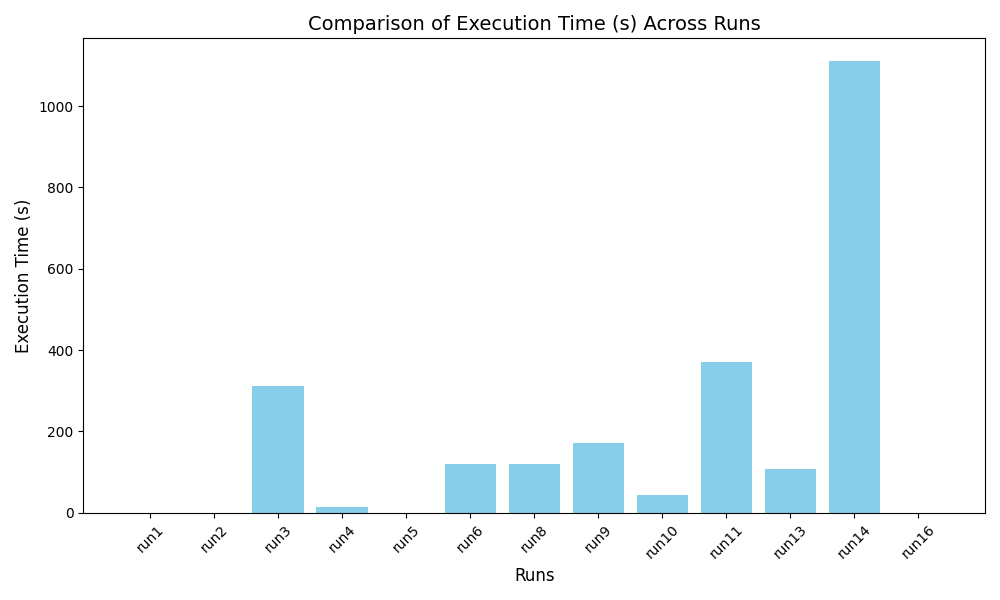 Comparison of Execution Time (s) Across Runs
Execution Time (s)
1000
800
600
400
200
0
run1
run2
run3
run4
run5
run6
run8
run9
run10
run11
run13
run14
run16
Runs